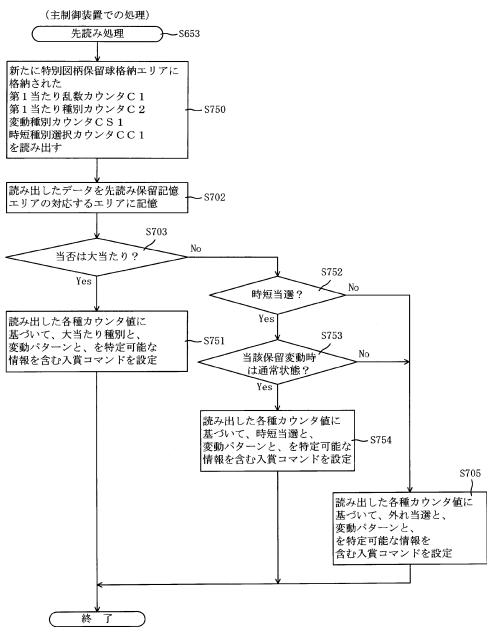 （主制御装置での処理）
先読み処理
S653
新たに特別図柄保留球格納エリアに
格納された
第１当たり乱数カウンタＣ１
第１当たり種別カウンタＣ２
変動種別カウンタＣＳ１
時短種別選択カウンタＣＣ１
を読み出す
S750
読み出したデータを先読み保留記憶
エリアの対応するエリアに記憶
S702
S703
当否は大当たり？
No
Yes
S752
時短当選？
No
Yes
読み出した各種カウンタ値に
基づいて、大当たり種別と、
変動パターンと、を特定可能な
情報を含む入賞コマンドを設定
S751
S753
当該保留変動時
は通常状態？
No
Yes
読み出した各種カウンタ値に
基づいて、時短当選と、
変動パターンと、を特定可能な
情報を含む入賞コマンドを設定
S754
S705
読み出した各種カウンタ値に
基づいて、外れ当選と、
変動パターンと、
を特定可能な情報を
含む入賞コマンドを設定
終 了